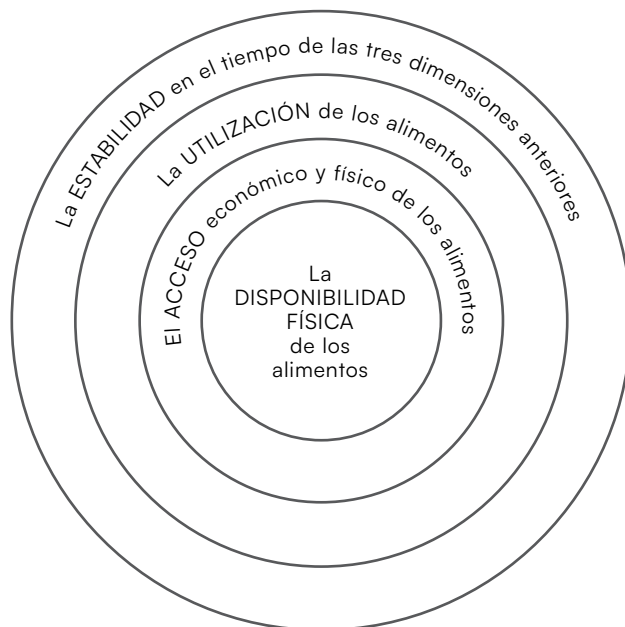 La ESTABILIDAD en el tiempo de las tres dimensiones anteriores
La UTILIZACIÓN de los alimentos
El ACCESO económico y físico de los alimentos
La
DISPONIBILIDAD
FÍSICA
de los
alimentos